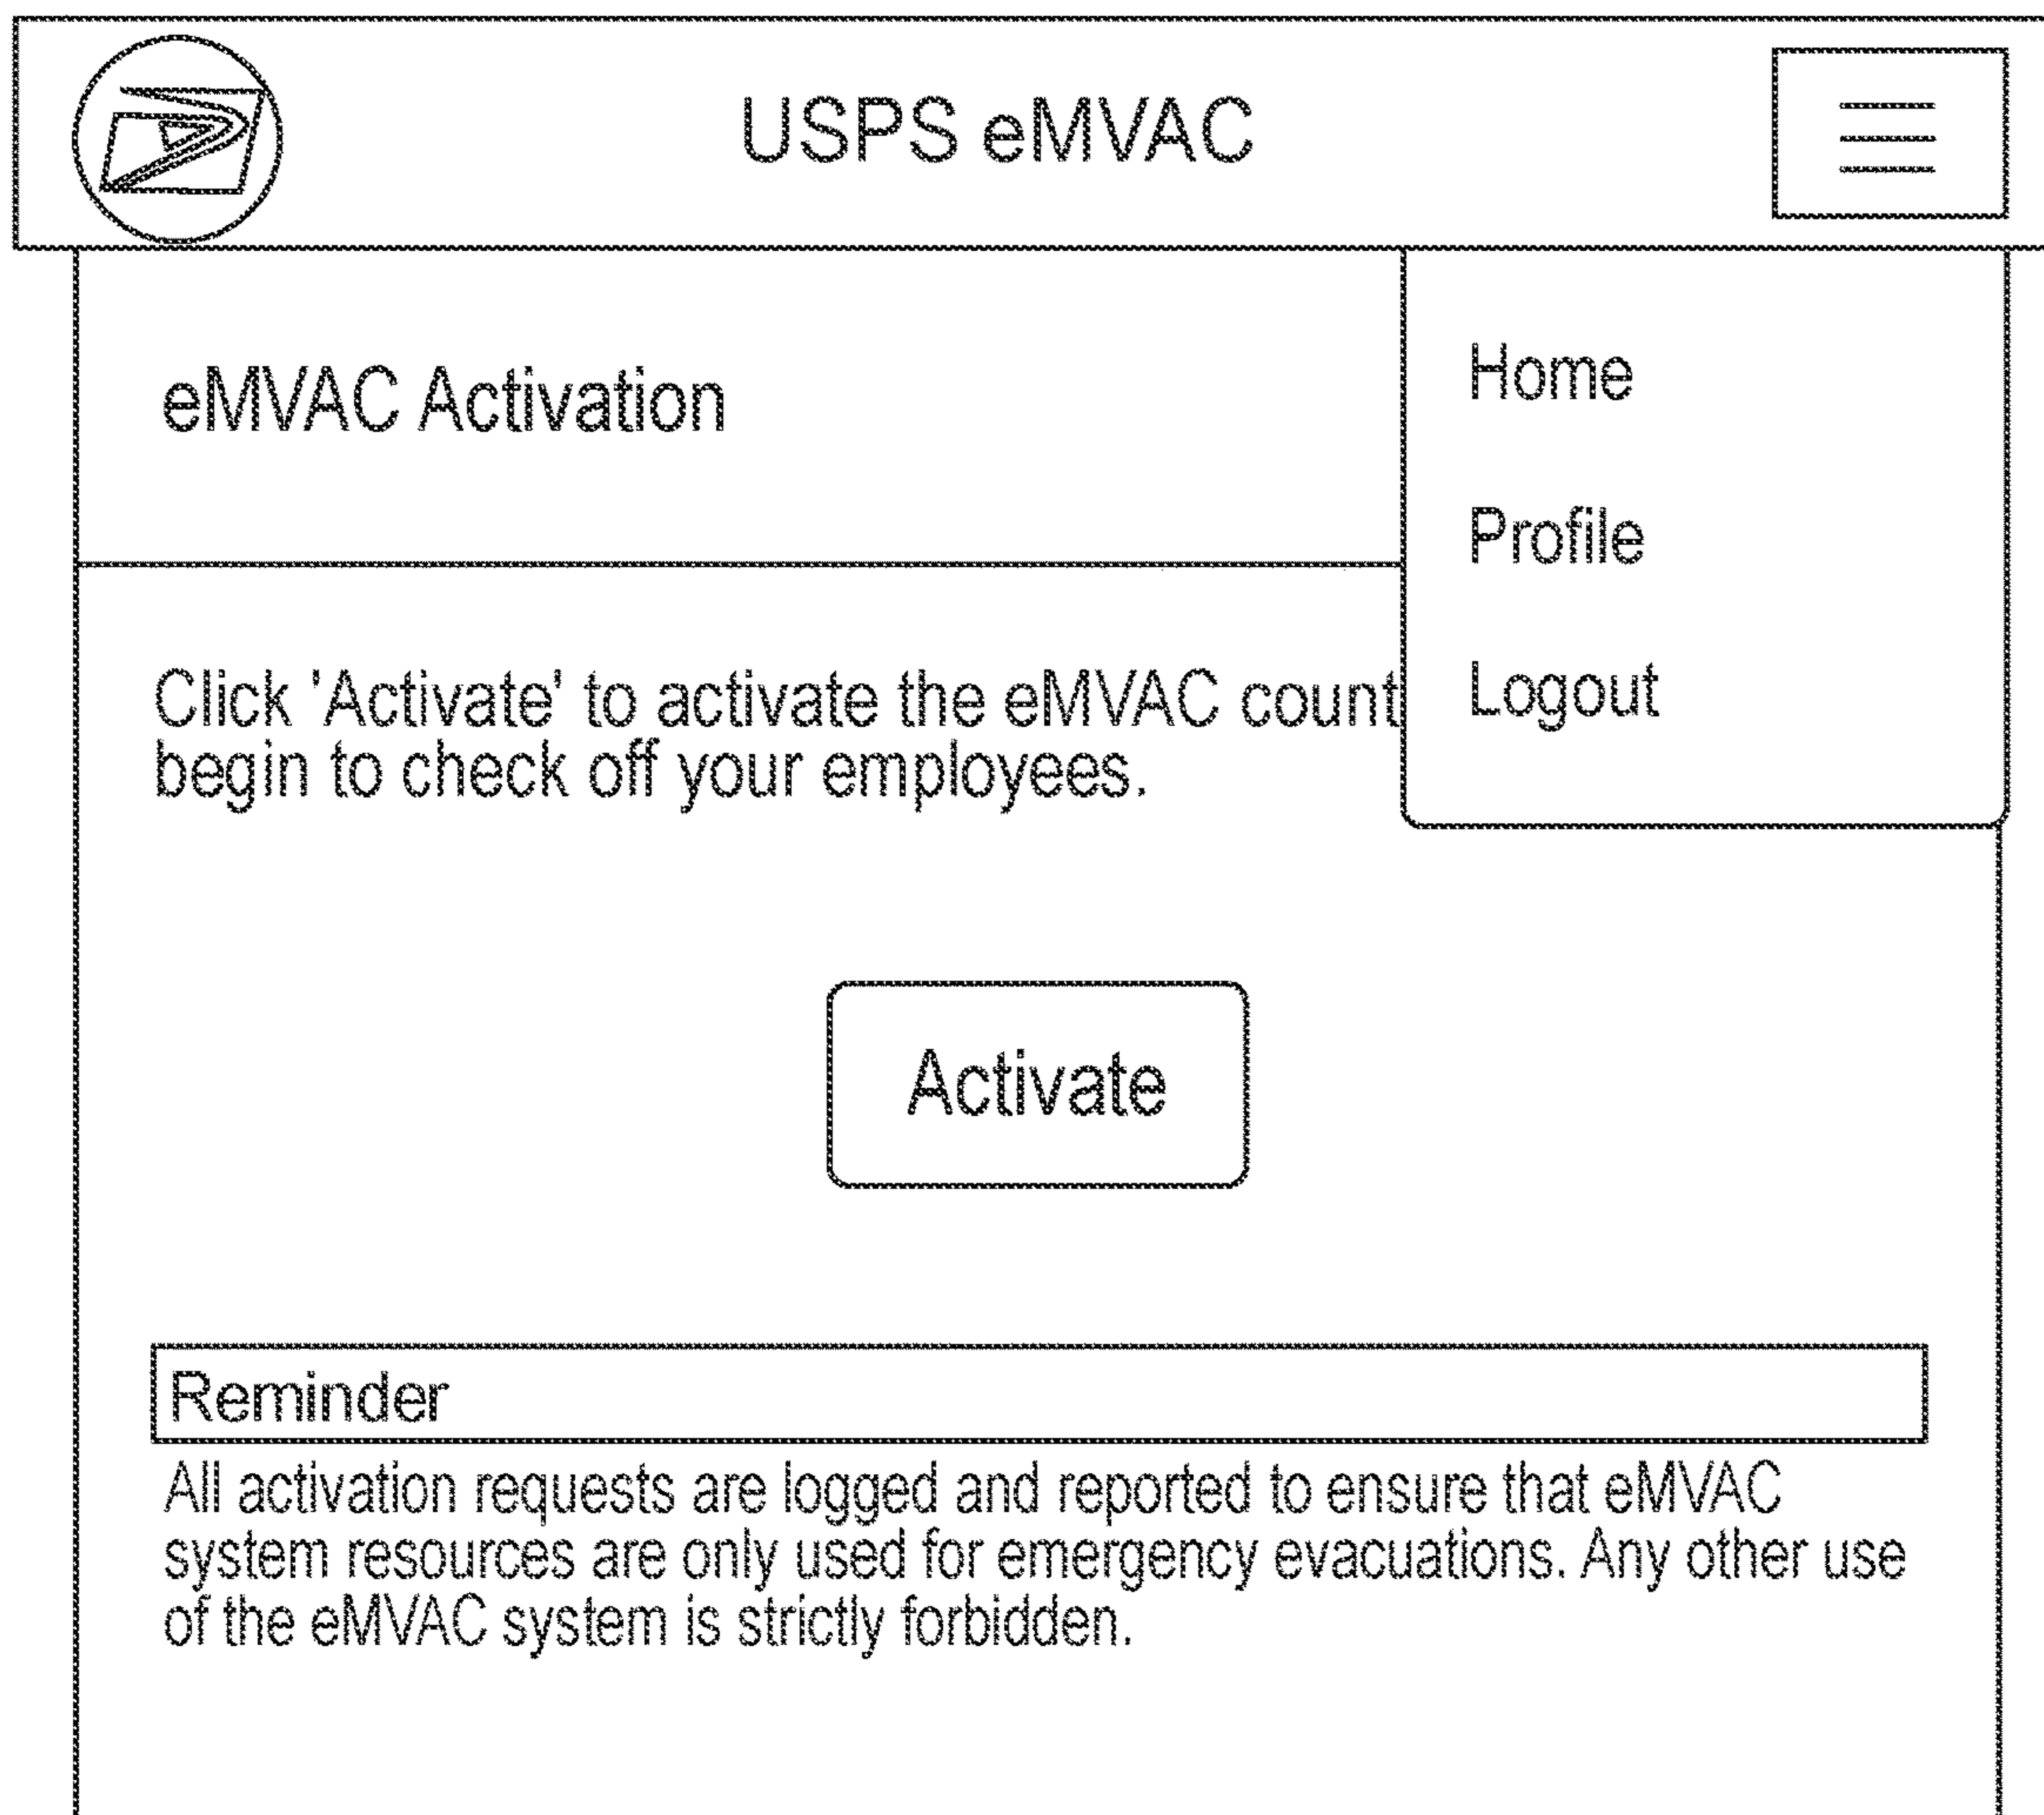 USPS eMVAC
eMVAC Activation
Home
Profile
Logout
Click 'Activate' to activate the eMVAC count
begin to check off your employees.
Activate
Reminder
All activation requests are logged and reported to ensure that eMVAC
system resources are only used for emergency evacuations. Any other use
of the eMVAC system is strictly forbidden.